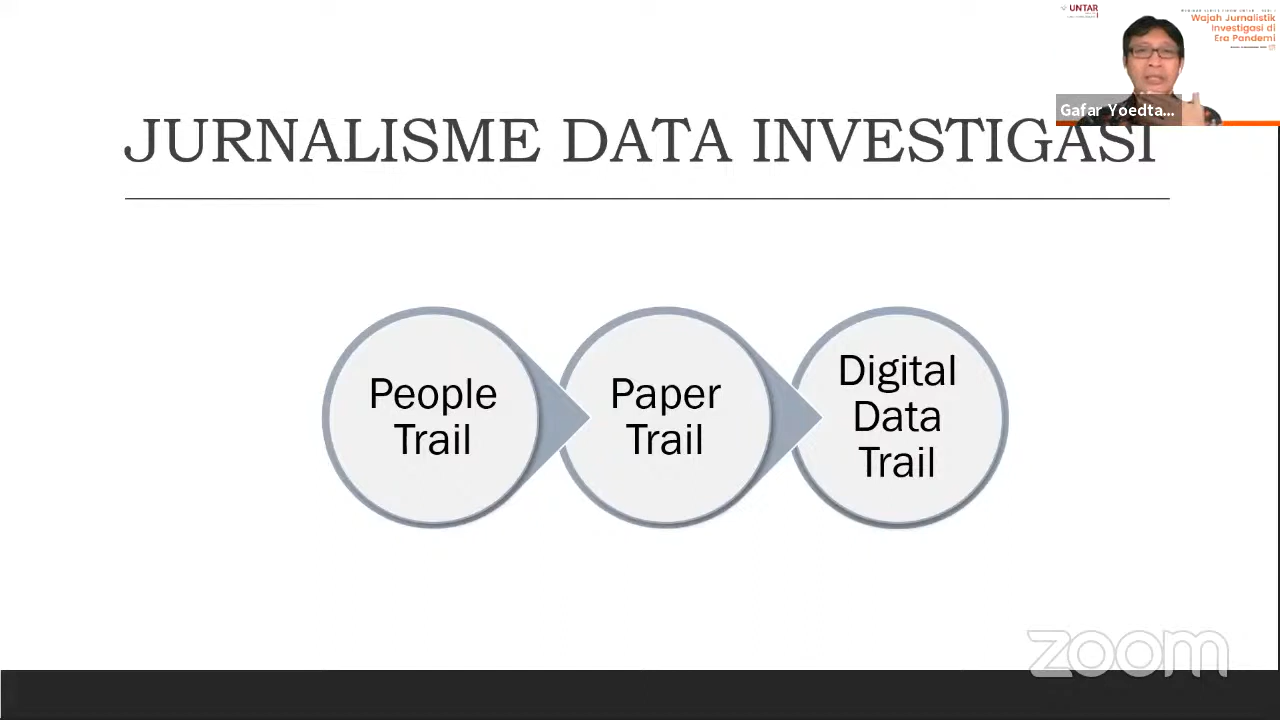 UNTAR
Wajah Jurnalistik
Investigasi di
Era Pandemi
Gafar Yoedta...
JURNALISME DATA INVESTIGASI
People
Trail
Paper
Trail
Digital
Data
Trail
zoom